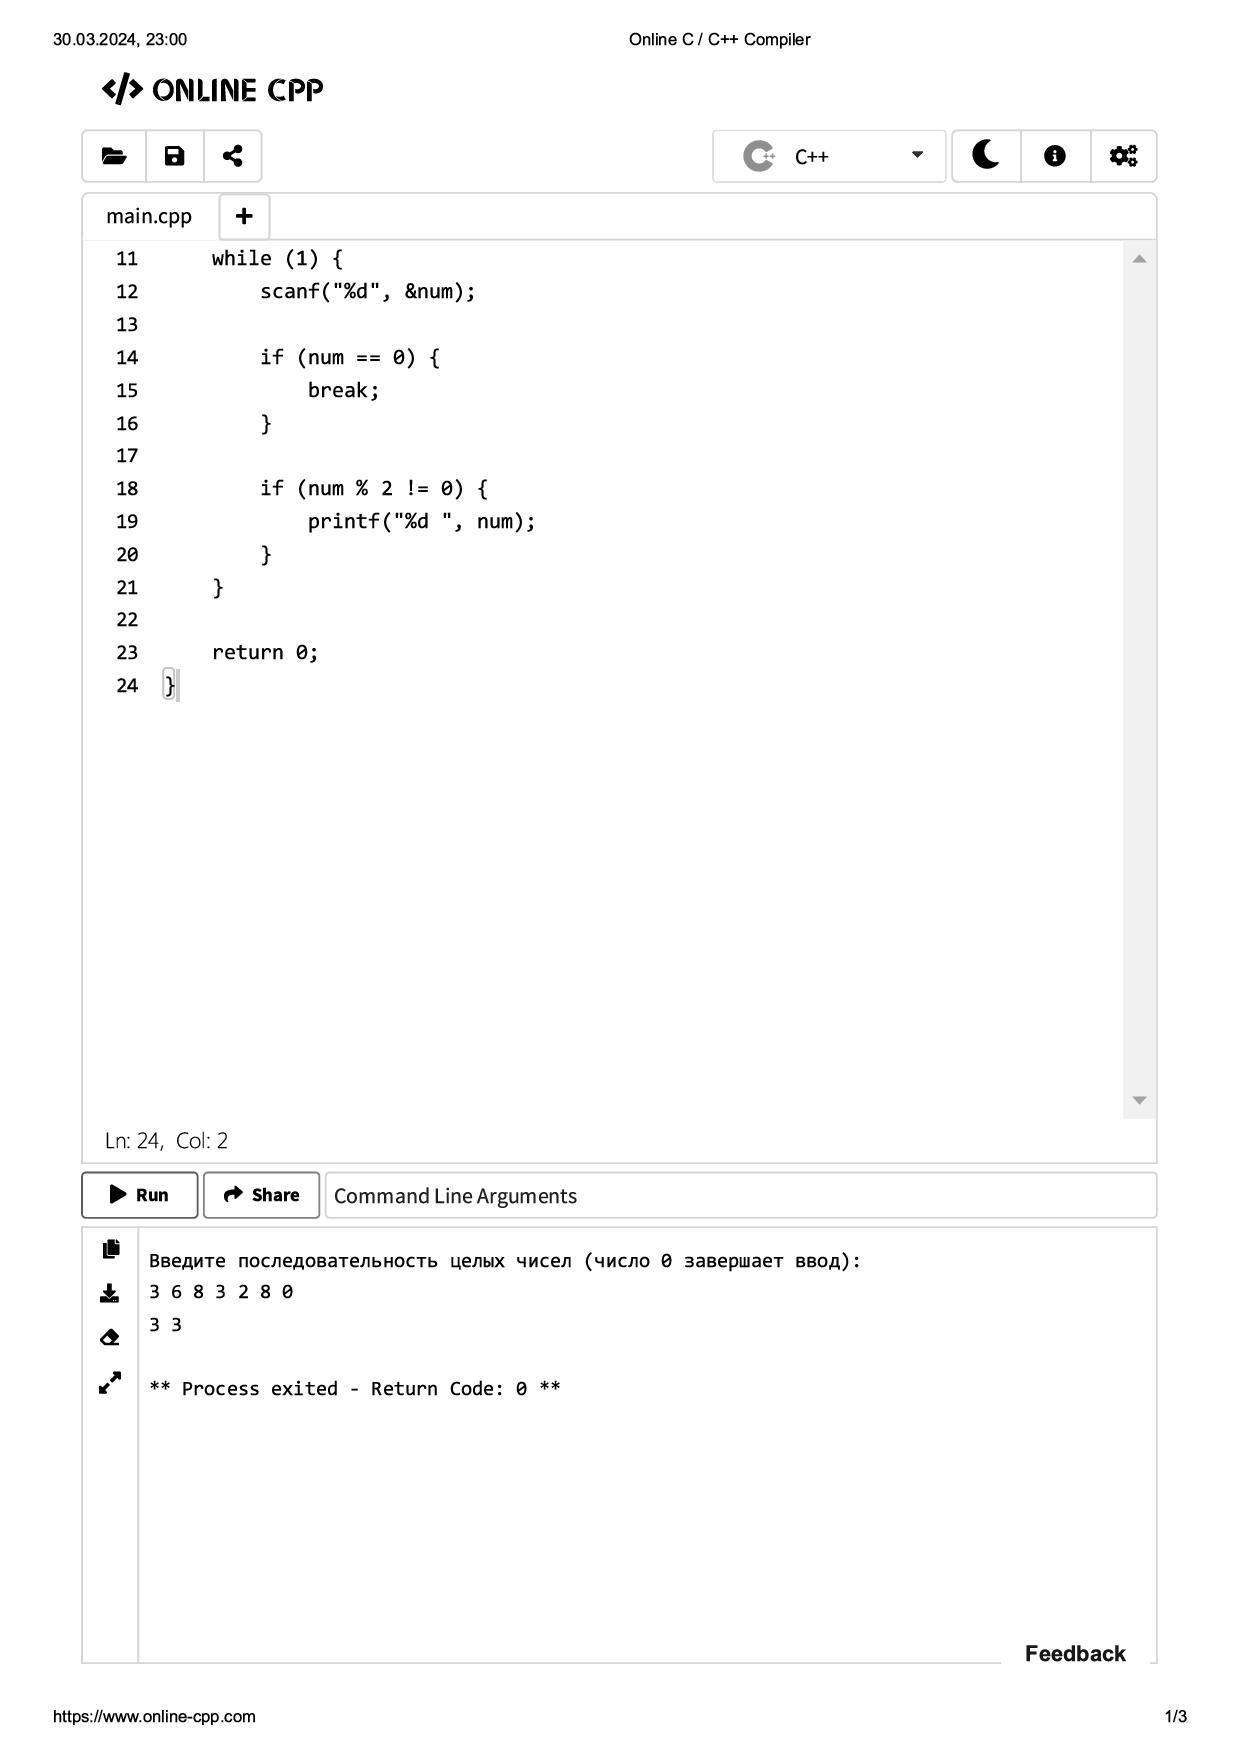 30.03.2024, 23:00 Online C / C++ Compiler
</> ONLINE CPP
C++
main.cpp +
11 while (1) {
12 scanf("%d", &num);
13
14 if (num == 0) {
15 break;
16 }
17
18 if (num % 2 != 0) {
19 printf("%d ", num);
20 }
21 }
22
23 return 0;
24 }
Ln: 24, Col: 2
Run Share Command Line Arguments
Введите последовательность целых чисел (число 0 завершает ввод):
3 6 8 3 2 8 0
3 3
** Process exited - Return Code: 0 **
Feedback
https://www.online-cpp.com 1/3